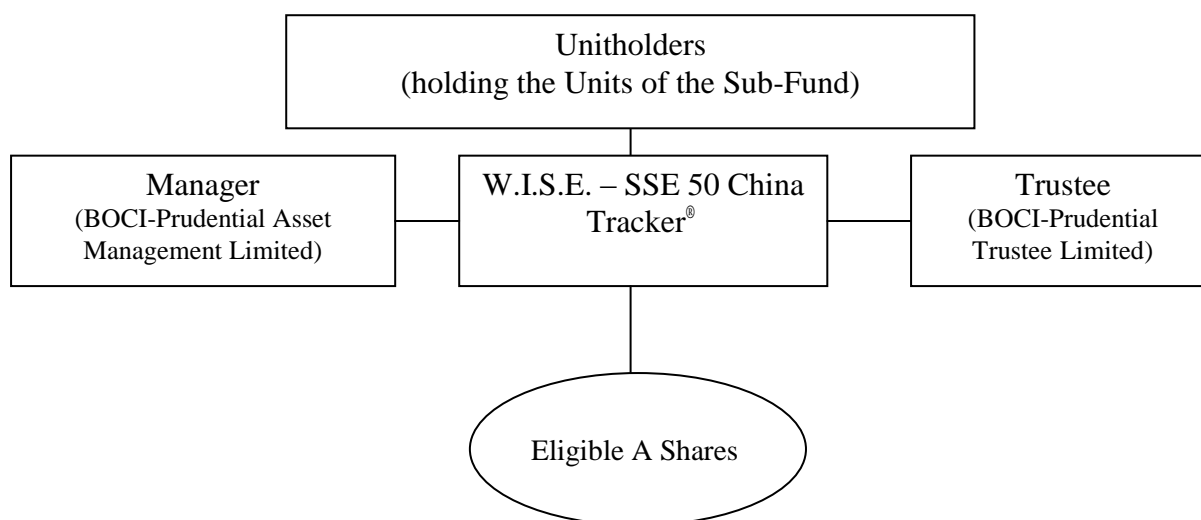 Unitholders
(holding the Units of the Sub-Fund)
Manager
(BOCI-Prudential Asset
Management Limited)
W.I.S.E. – SSE 50 China
Tracker®
Trustee
(BOCI-Prudential
Trustee Limited)
Eligible A Shares